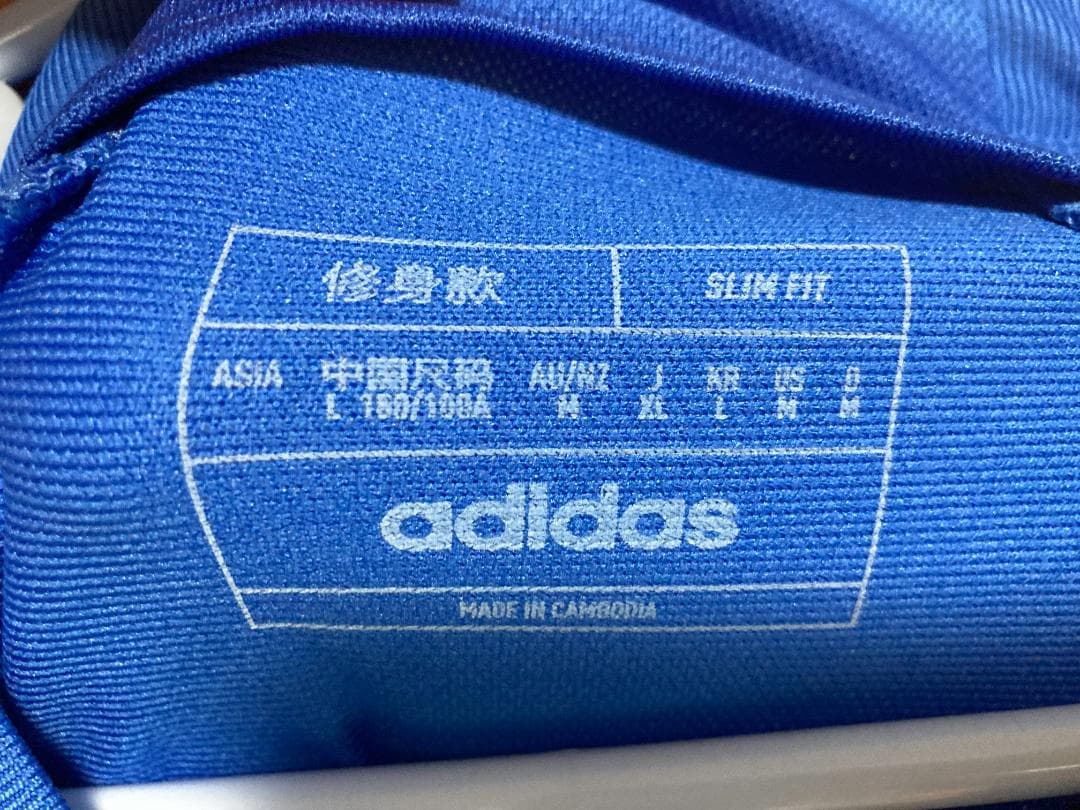 修身款 SLIM FIT
ASIA 中国尺码 AU/NZ J KR US D
L 180/100A M XL L M M
adidas
MADE IN CAMBODIA